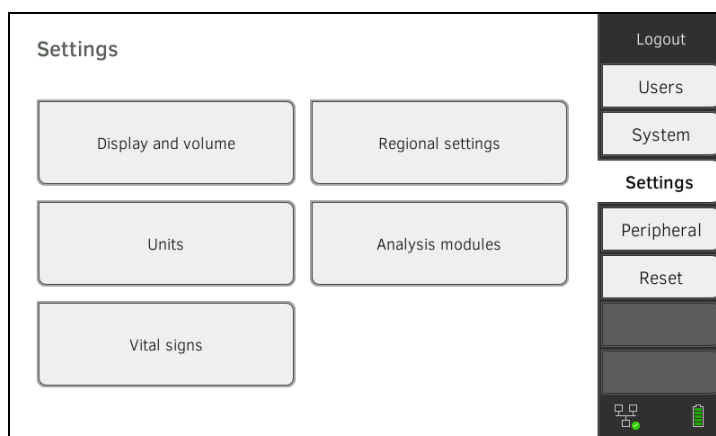 Settings
Display and volume
Regional settings
Units
Analysis modules
Vital signs
Logout
Users
System
Settings
Peripheral
Reset